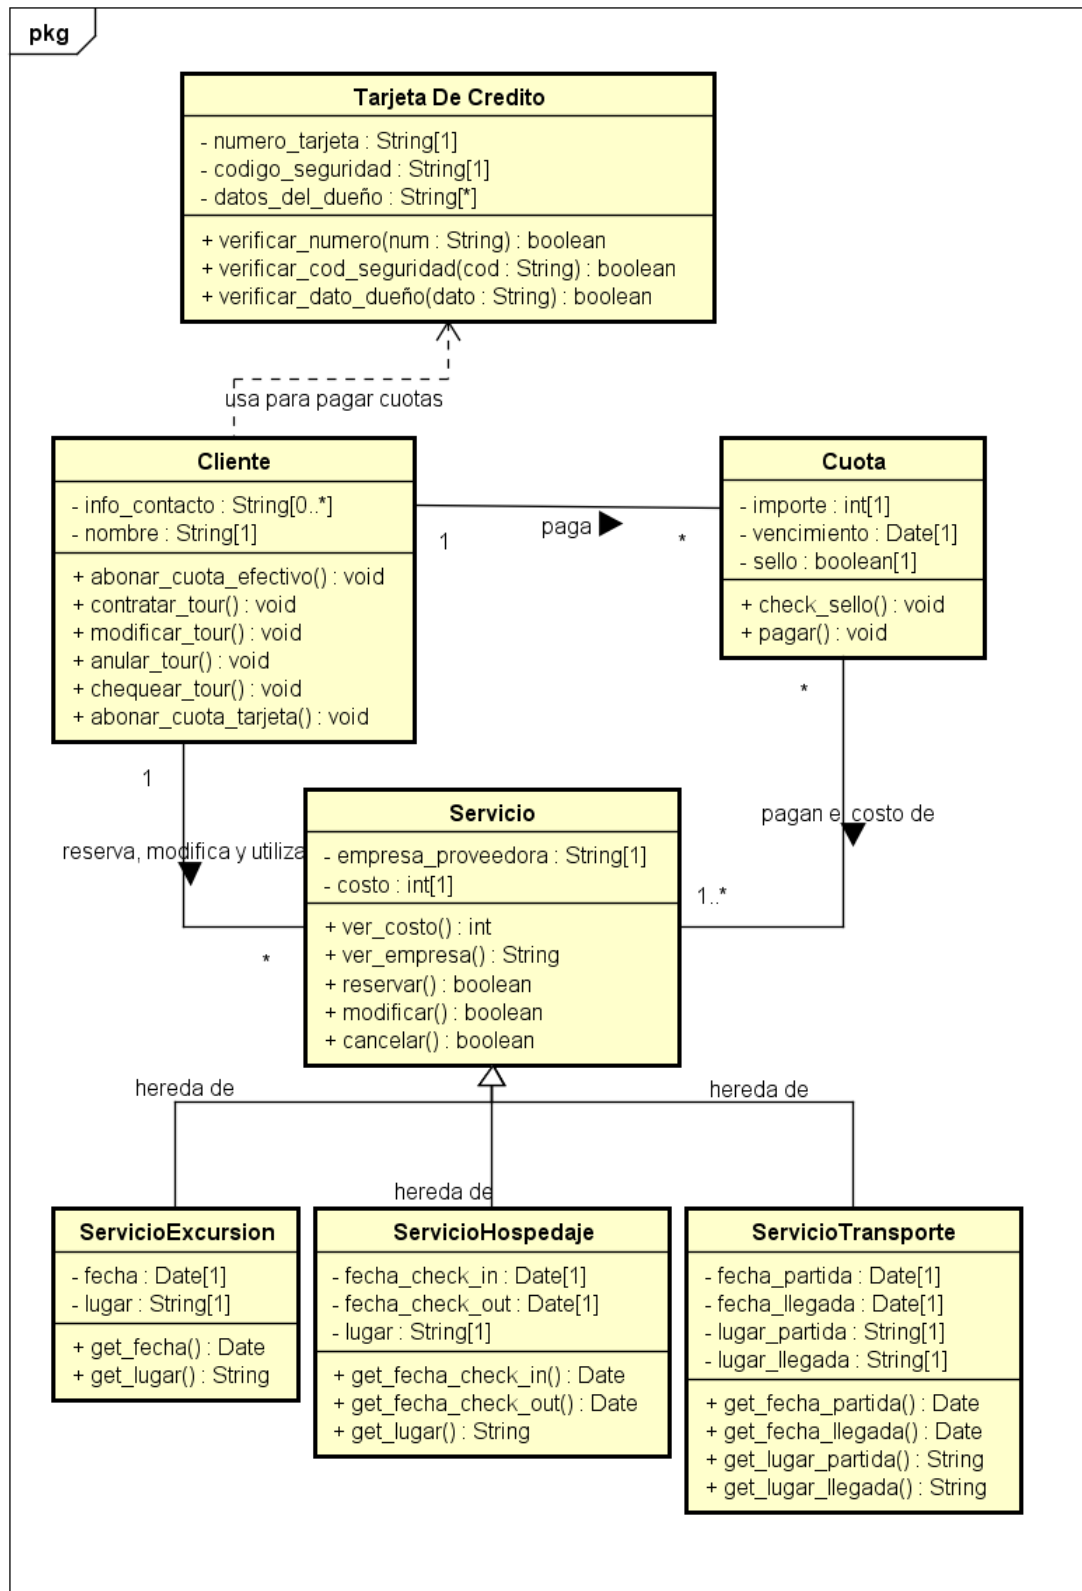 pkg
Tarjeta De Credito
- numero_tarjeta : String[1]
- codigo_seguridad : String[1]
- datos_del_dueño : String[*]
+ verificar_numero(num : String) : boolean
+ verificar_cod_seguridad(cod : String) : boolean
+ verificar_dato_dueño(dato : String) : boolean
usa para pagar cuotas
Cliente
- info_contacto : String[0..*]
- nombre : String[1]
+ abonar_cuota_efectivo() : void
+ contratar_tour() : void
+ modificar_tour() : void
+ anular_tour() : void
+ chequear_tour() : void
+ abonar_cuota_tarjeta() : void
1
paga
*
Cuota
- importe : int[1]
- vencimiento : Date[1]
- sello : boolean[1]
+ check_sello() : void
+ pagar() : void
*
pagan el costo de
1..*
1
reserva, modifica y utiliza
*
Servicio
- empresa_proveedora : String[1]
- costo : int[1]
+ ver_costo() : int
+ ver_empresa() : String
+ reservar() : boolean
+ modificar() : boolean
+ cancelar() : boolean
hereda de
hereda de
hereda de
ServicioExcursion
- fecha : Date[1]
- lugar : String[1]
+ get_fecha() : Date
+ get_lugar() : String
ServicioHospedaje
- fecha_check_in : Date[1]
- fecha_check_out : Date[1]
- lugar : String[1]
+ get_fecha_check_in() : Date
+ get_fecha_check_out() : Date
+ get_lugar() : String
ServicioTransporte
- fecha_partida : Date[1]
- fecha_llegada : Date[1]
- lugar_partida : String[1]
- lugar_llegada : String[1]
+ get_fecha_partida() : Date
+ get_fecha_llegada() : Date
+ get_lugar_partida() : String
+ get_lugar_llegada() : String